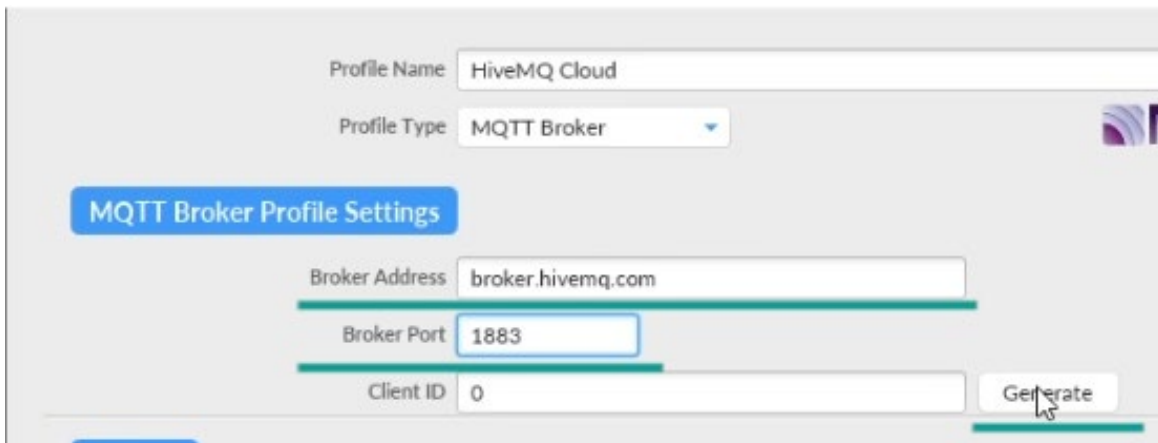 Profile Name HiveMQ Cloud
Profile Type MQTT Broker
MQTT Broker Profile Settings
Broker Address broker.hivemq.com
Broker Port 1883
Client ID 0 Generate